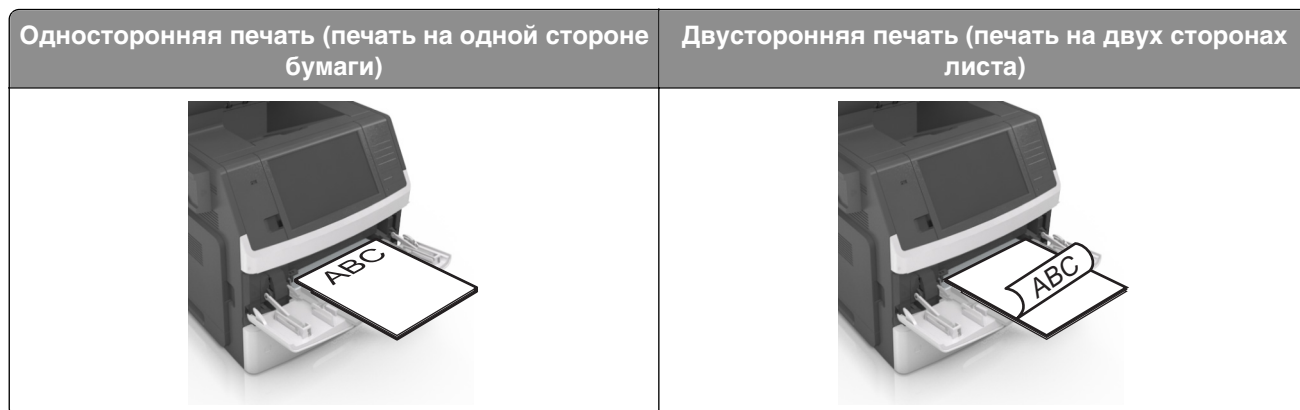 Односторонняя печать (печать на одной стороне
бумаги)
Двусторонняя печать (печать на двух сторонах
листа)
ABC
ABC